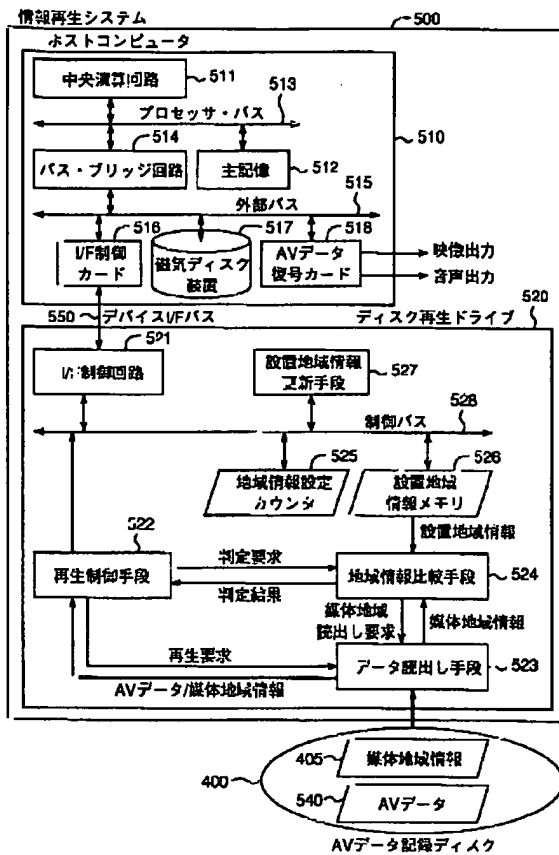 情報再生システム
500
ホストコンピュータ
中央演算回路
511
プロセッサ・バス
513
514
510
バス・ブリッジ回路
主記憶
512
515
外部バス
516
517
518
I/F制御
カード
磁気ディスク
装置
AVデータ
復号カード
映像出力
音声出力
550
デバイスI/Fバス
ディスク再生ドライブ
520
521
I/F制御回路
設置地域情報
更新手段
527
528
制御バス
525
526
地域情報設定
カウンタ
設置地域
情報メモリ
522
設置地域情報
再生制御手段
判定要求
判定結果
地域情報比較手段
524
媒体地域
読出し要求
媒体地域情報
再生要求
データ読出し手段
523
AVデータ/媒体地域情報
405
媒体地域情報
400
540
AVデータ
AVデータ記録ディスク